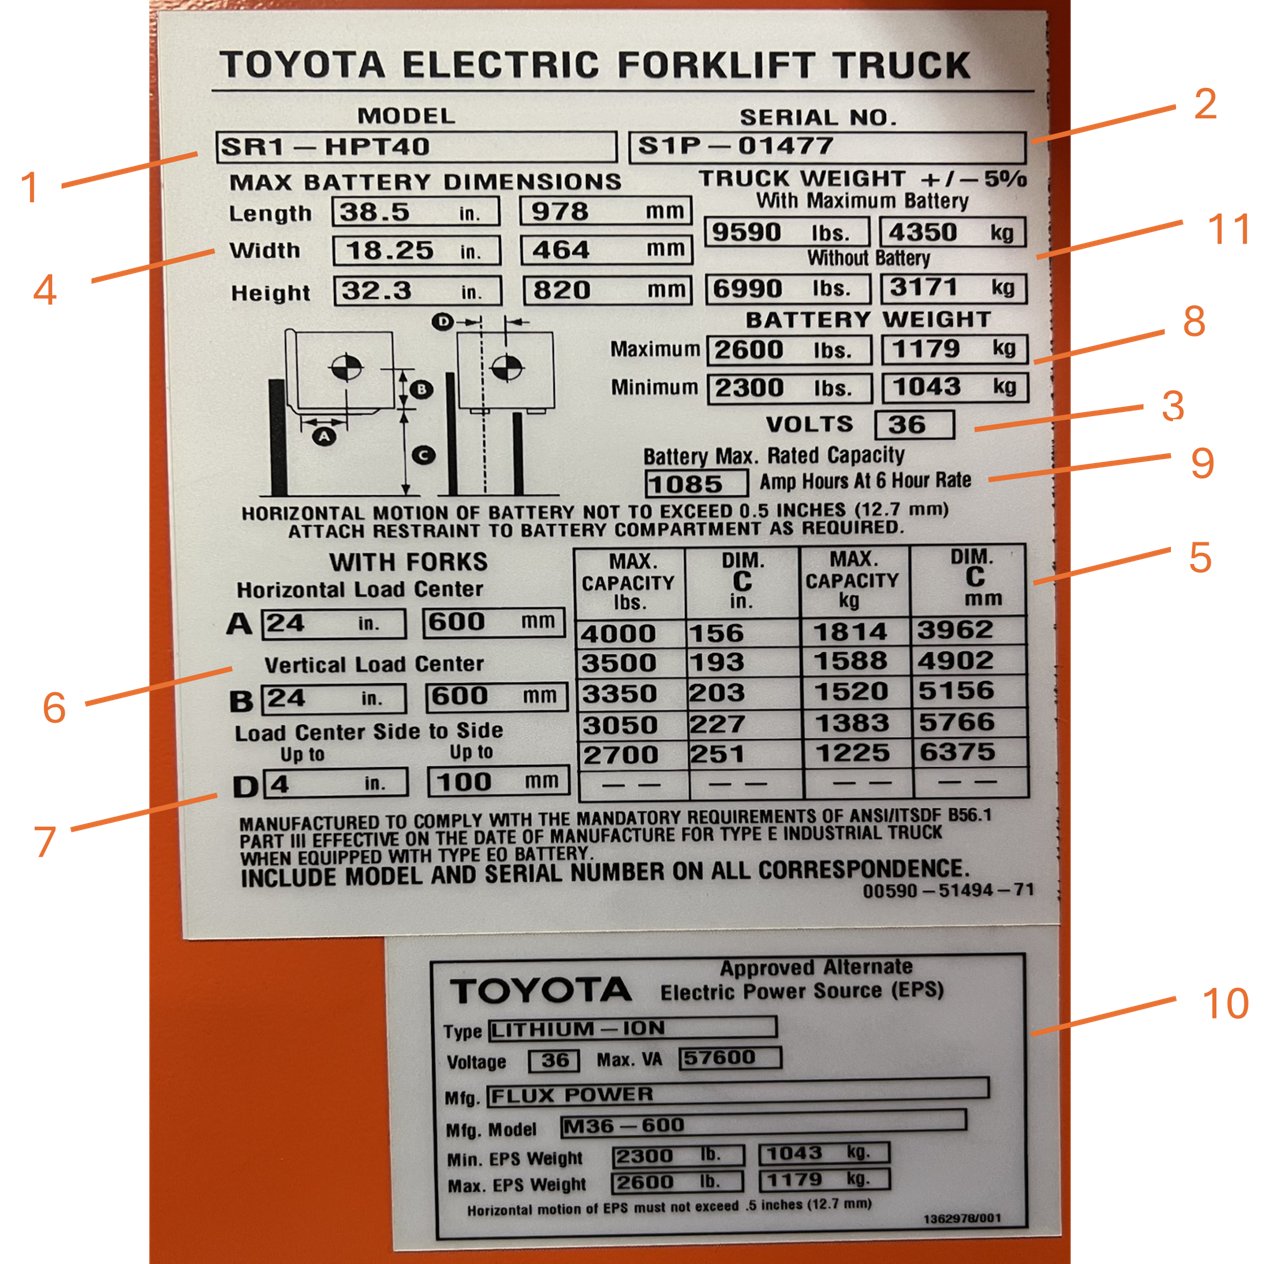 TOYOTA ELECTRIC FORKLIFT TRUCK
MODEL
SR1-HPT40
SERIAL NO.
S1P-01477
1
2
MAX BATTERY DIMENSIONS
Length 38.5 in. 978 mm
Width 18.25 in. 464 mm
Height 32.3 in. 820 mm
4
TRUCK WEIGHT +/-5%
With Maximum Battery
9590 lbs. 4350 kg
Without Battery
6990 lbs. 3171 kg
11
BATTERY WEIGHT
Maximum 2600 lbs. 1179 kg
Minimum 2300 lbs. 1043 kg
8
VOLTS 36
3
Battery Max. Rated Capacity
1085 Amp Hours At 6 Hour Rate
9
D
B
A
C
HORIZONTAL MOTION OF BATTERY NOT TO EXCEED 0.5 INCHES (12.7 mm)
ATTACH RESTRAINT TO BATTERY COMPARTMENT AS REQUIRED.
WITH FORKS
Horizontal Load Center
A 24 in. 600 mm
Vertical Load Center
B 24 in. 600 mm
6
Load Center Side to Side
Up to Up to
D 4 in. 100 mm
7
MAX. CAPACITY lbs. DIM. C in. MAX. CAPACITY kg DIM. C mm
4000 156 1814 3962
3500 193 1588 4902
3350 203 1520 5156
3050 227 1383 5766
2700 251 1225 6375
— — — — — — — —
5
MANUFACTURED TO COMPLY WITH THE MANDATORY REQUIREMENTS OF ANSI/ITSDF B56.1
PART III EFFECTIVE ON THE DATE OF MANUFACTURE FOR TYPE E INDUSTRIAL TRUCK
WHEN EQUIPPED WITH TYPE EO BATTERY.
INCLUDE MODEL AND SERIAL NUMBER ON ALL CORRESPONDENCE.
00590-51494-71
TOYOTA
Approved Alternate
Electric Power Source (EPS)
10
Type LITHIUM-ION
Voltage 36 Max. VA 57600
Mfg. FLUX POWER
Mfg. Model M36-600
Min. EPS Weight 2300 lb. 1043 kg.
Max. EPS Weight 2600 lb. 1179 kg.
Horizontal motion of EPS must not exceed .5 inches (12.7 mm)
1362978/001